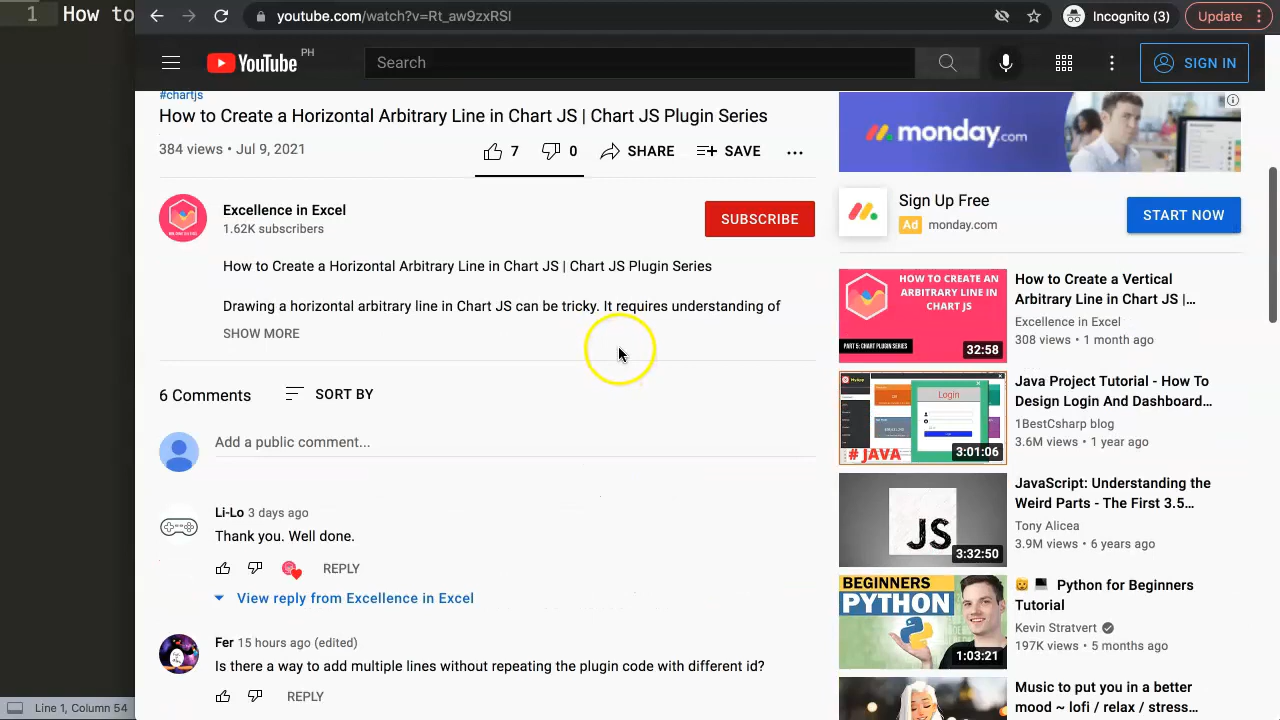 1 How to
youtube.com/watch?v=Rt_aw9zxRSI
Incognito (3)
Update
YouTube PH
Search
SIGN IN
#chartjs
How to Create a Horizontal Arbitrary Line in Chart JS | Chart JS Plugin Series
384 views • Jul 9, 2021
7
0
SHARE
SAVE
Excellence in Excel
1.62K subscribers
SUBSCRIBE
How to Create a Horizontal Arbitrary Line in Chart JS | Chart JS Plugin Series
Drawing a horizontal arbitrary line in Chart JS can be tricky. It requires understanding of
SHOW MORE
6 Comments
SORT BY
Add a public comment...
Li-Lo 3 days ago
Thank you. Well done.
REPLY
View reply from Excellence in Excel
Fer 15 hours ago (edited)
Is there a way to add multiple lines without repeating the plugin code with different id?
REPLY
monday.com
Sign Up Free
Ad monday.com
START NOW
HOW TO CREATE AN
ARBITRARY LINE IN
CHART JS
PART 5: CHART PLUGIN SERIES
32:58
How to Create a Vertical
Arbitrary Line in Chart JS |...
Excellence in Excel
308 views • 1 month ago
Login
# JAVA
3:01:06
Java Project Tutorial - How To
Design Login And Dashboard...
1BestCsharp blog
3.6M views • 1 year ago
JS
3:32:50
JavaScript: Understanding the
Weird Parts - The First 3.5...
Tony Alicea
3.9M views • 6 years ago
BEGINNERS
PYTHON
1:03:21
Python for Beginners
Tutorial
Kevin Stratvert
197K views • 5 months ago
Music to put you in a better
mood ~ lofi / relax / stress...
Line 1, Column 54